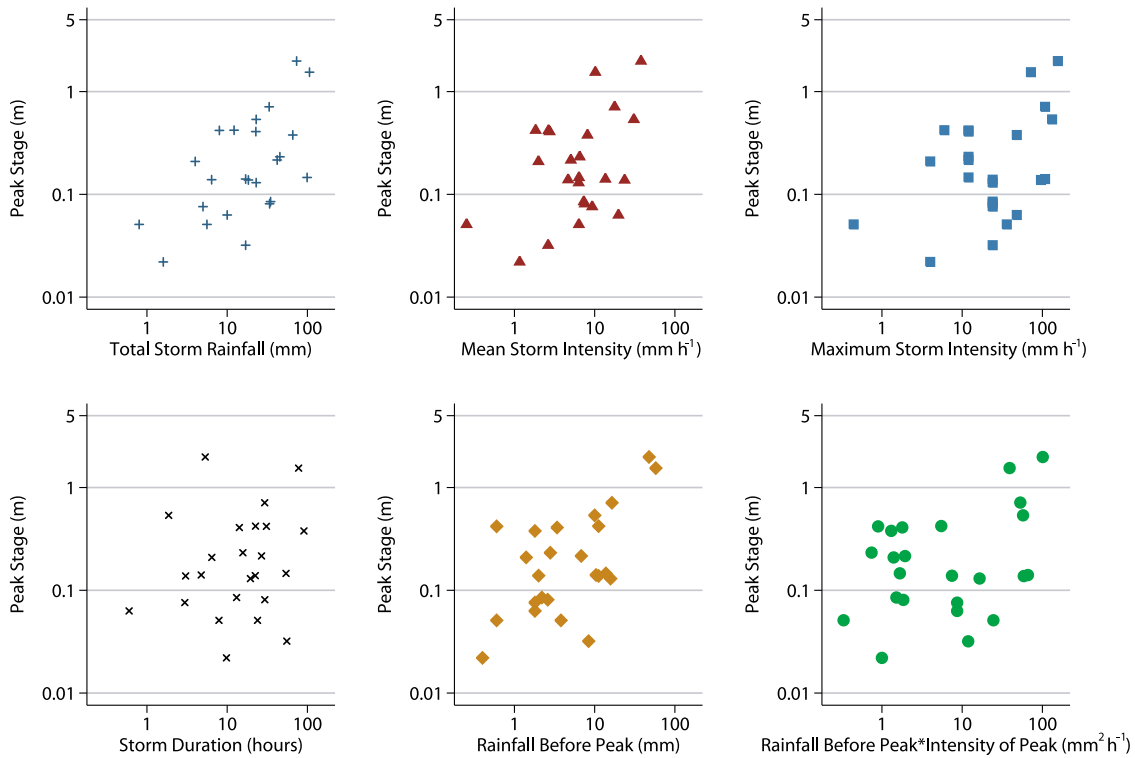 5
1
0.1
0.01
Peak Stage (m)
1 10 100
Total Storm Rainfall (mm)
5
1
0.1
0.01
Peak Stage (m)
1 10 100
Mean Storm Intensity (mm h⁻¹)
5
1
0.1
0.01
Peak Stage (m)
1 10 100
Maximum Storm Intensity (mm h⁻¹)
5
1
0.1
0.01
Peak Stage (m)
1 10 100
Storm Duration (hours)
5
1
0.1
0.01
Peak Stage (m)
1 10 100
Rainfall Before Peak (mm)
5
1
0.1
0.01
Peak Stage (m)
1 10 100
Rainfall Before Peak*Intensity of Peak (mm² h⁻¹)